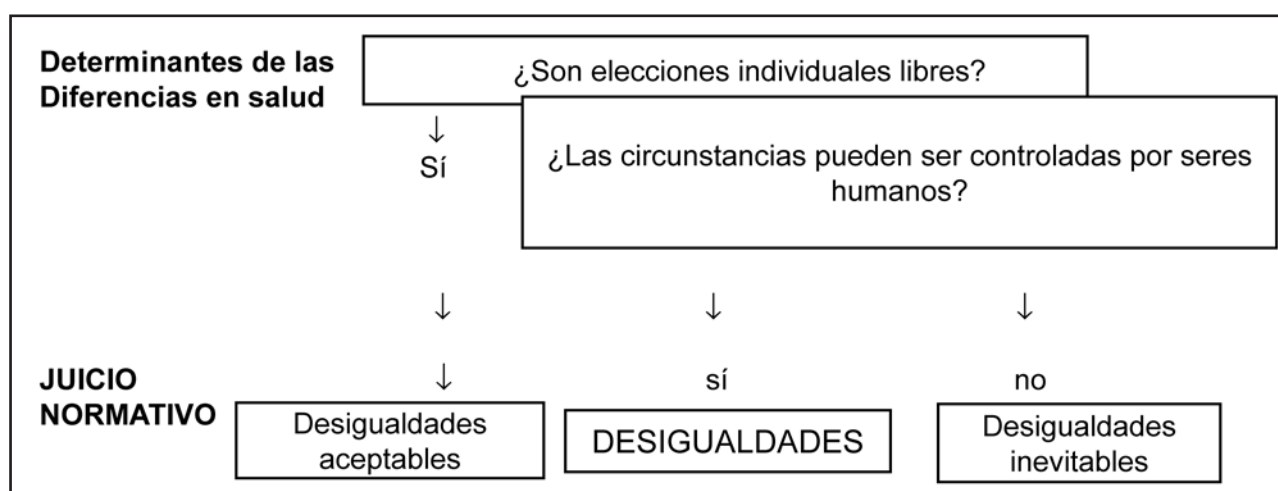 Determinantes de las
Diferencias en salud
¿Son elecciones individuales libres?
↓
Sí
¿Las circunstancias pueden ser controladas por seres
humanos?
↓ ↓ ↓
JUICIO
NORMATIVO
↓ sí no
Desigualdades
aceptables
DESIGUALDADES
Desigualdades
inevitables